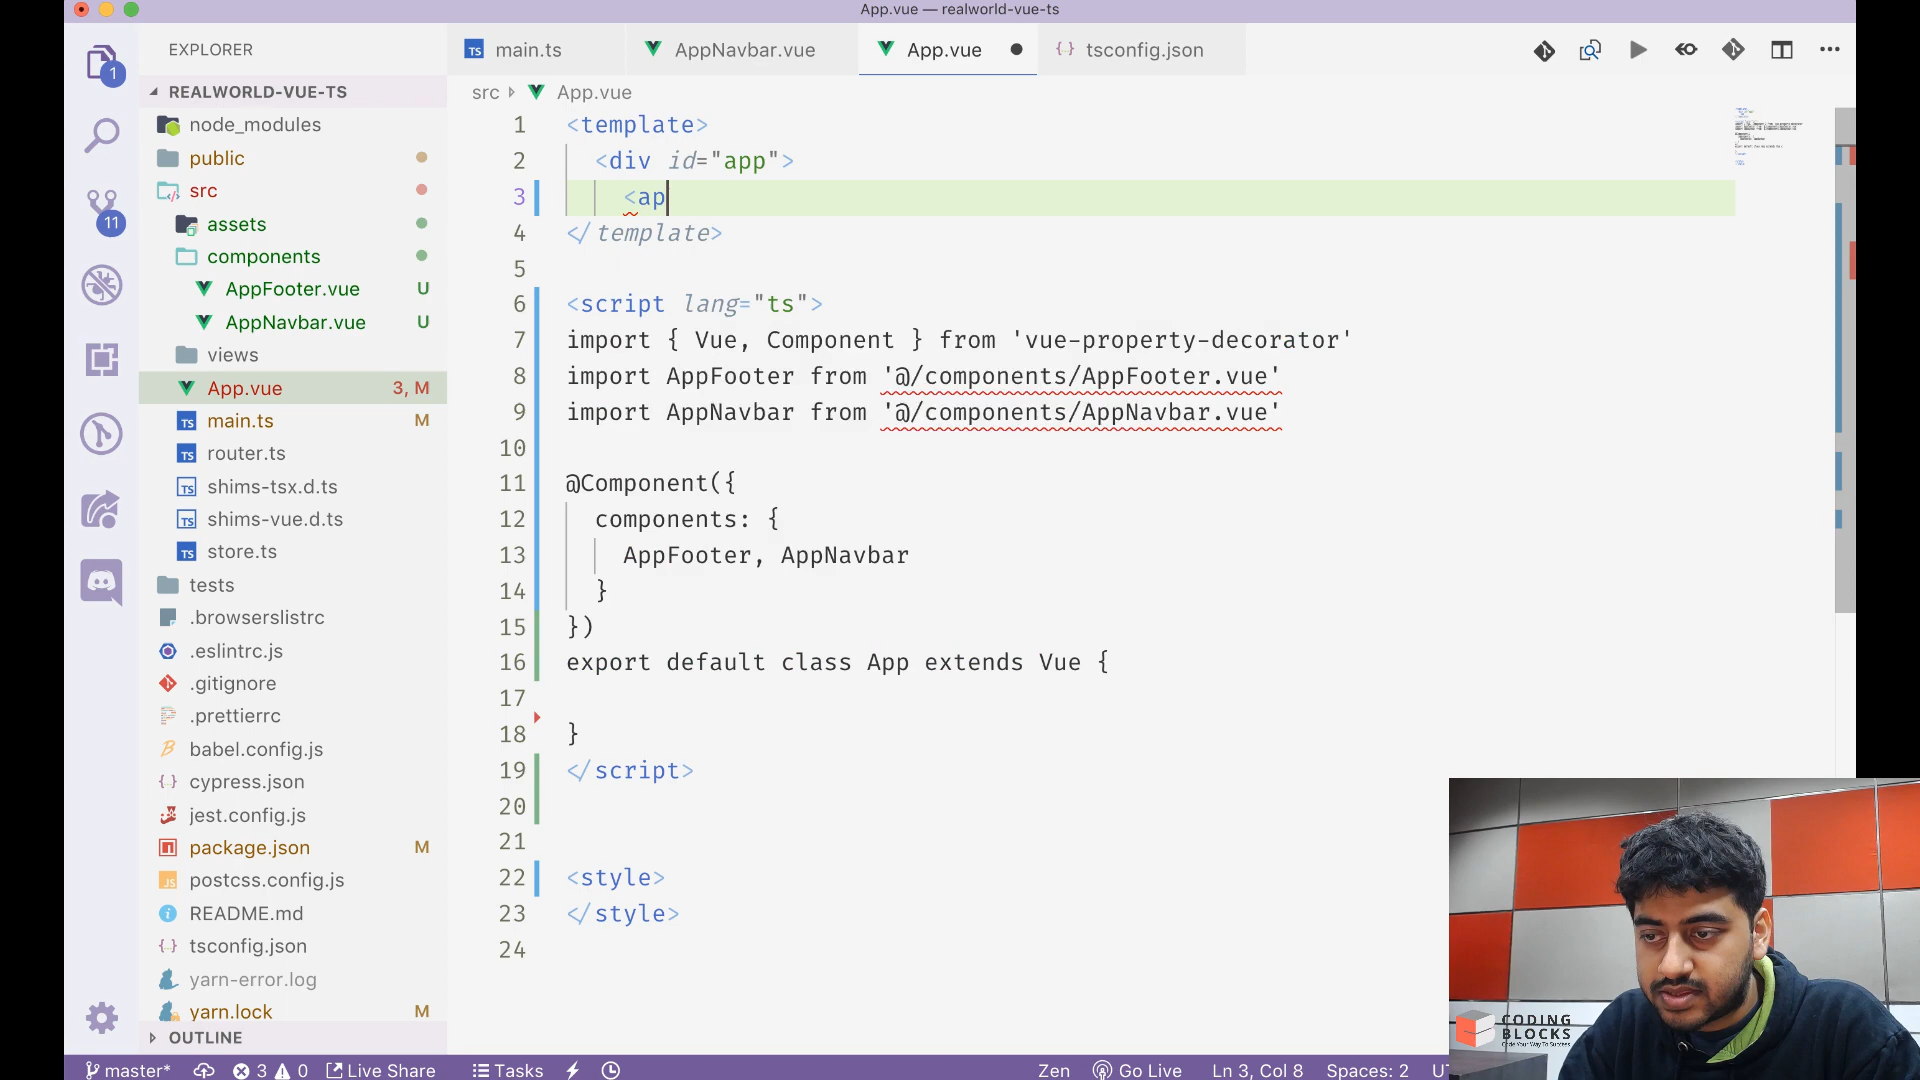 App.vue — realworld-vue-ts
EXPLORER
main.ts
AppNavbar.vue
App.vue
tsconfig.json
REALWORLD-VUE-TS
src
App.vue
node_modules
public
src
assets
components
AppFooter.vue U
AppNavbar.vue U
views
App.vue 3, M
main.ts M
router.ts
shims-tsx.d.ts
shims-vue.d.ts
store.ts
tests
.browserslistrc
.eslintrc.js
.gitignore
.prettierrc
babel.config.js
cypress.json
jest.config.js
package.json M
postcss.config.js
README.md
tsconfig.json
yarn-error.log
yarn.lock M
OUTLINE
1
11
1 <template>
2 <div id="app">
3 <ap
4 </template>
5
6 <script lang="ts">
7 import { Vue, Component } from 'vue-property-decorator'
8 import AppFooter from '@/components/AppFooter.vue'
9 import AppNavbar from '@/components/AppNavbar.vue'
10
11 @Component({
12 components: {
13 AppFooter, AppNavbar
14 }
15 })
16 export default class App extends Vue {
17
18 }
19 </script>
20
21
22 <style>
23 </style>
24
CODING
BLOCKS
Code Your Way To Success
master* 3 0 Live Share Tasks Zen Go Live Ln 3, Col 8 Spaces: 2